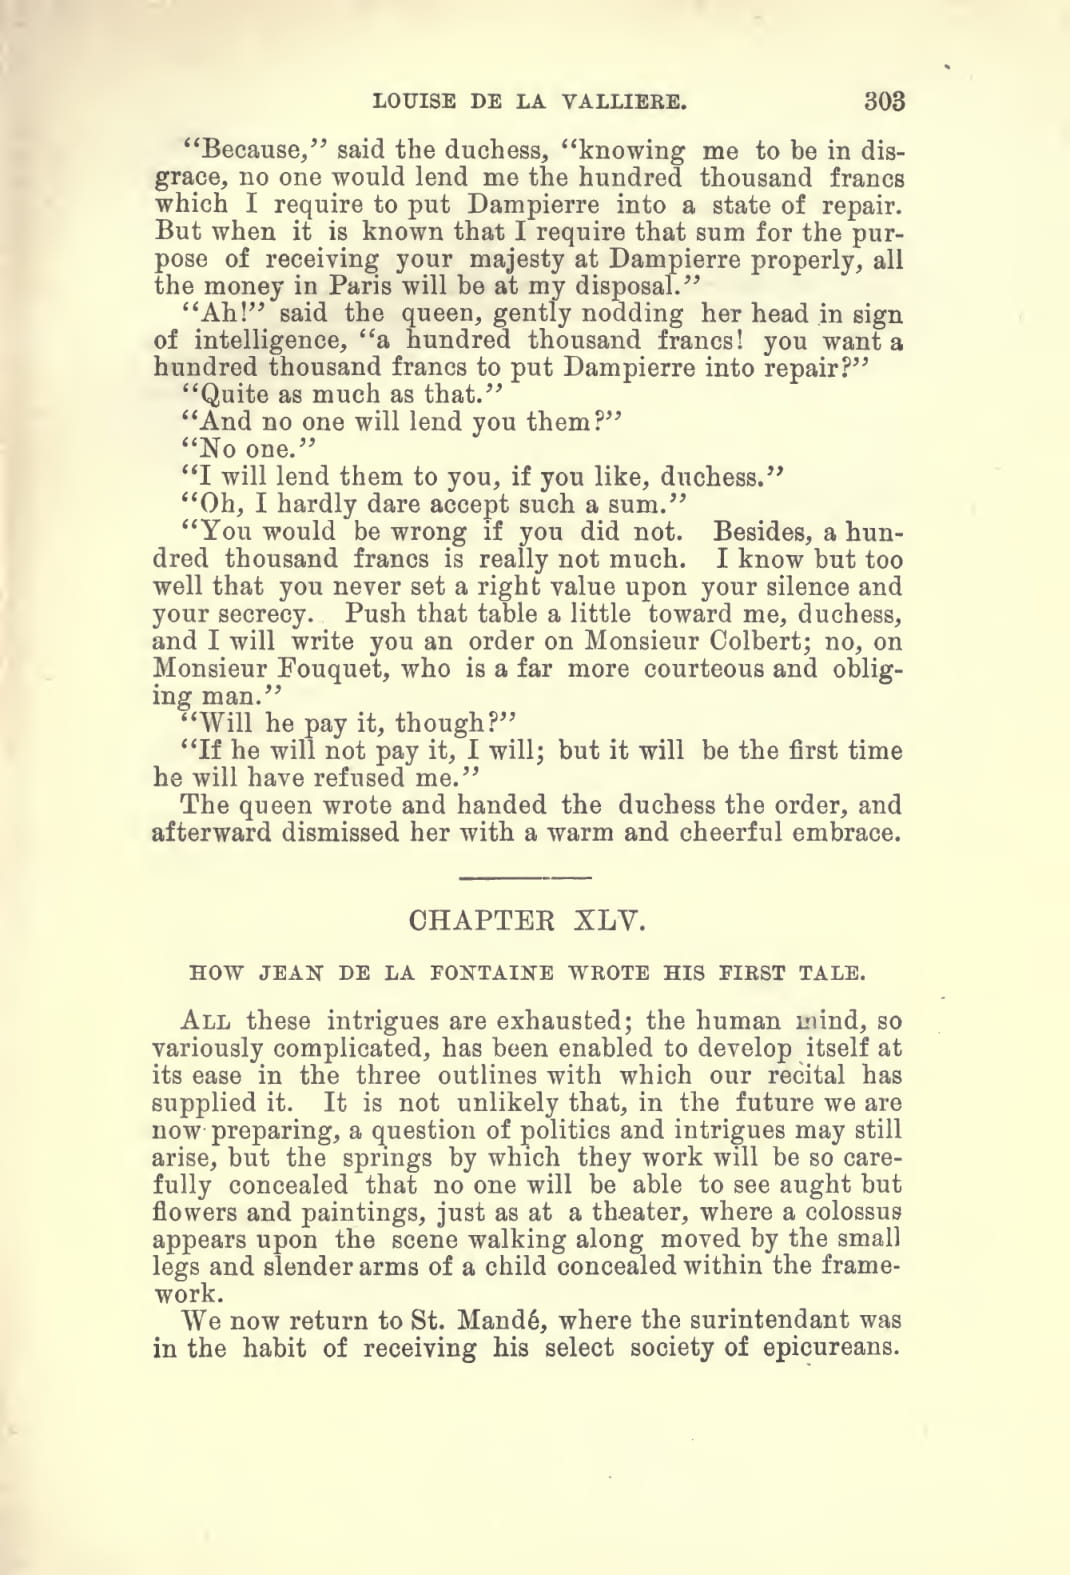 LOUISE DE LA VALLIERE. 303
“Because,” said the duchess, “knowing me to be in dis-
grace, no one would lend me the hundred thousand francs
which I require to put Dampierre into a state of repair.
But when it is known that I require that sum for the pur-
pose of receiving your majesty at Dampierre properly, all
the money in Paris will be at my disposal.”
“Ah!” said the queen, gently nodding her head in sign
of intelligence, “a hundred thousand francs! you want a
hundred thousand francs to put Dampierre into repair?”
“Quite as much as that.”
“And no one will lend you them?”
“No one.”
“I will lend them to you, if you like, duchess.”
“Oh, I hardly dare accept such a sum.”
“You would be wrong if you did not. Besides, a hun-
dred thousand francs is really not much. I know but too
well that you never set a right value upon your silence and
your secrecy. Push that table a little toward me, duchess,
and I will write you an order on Monsieur Colbert; no, on
Monsieur Fouquet, who is a far more courteous and oblig-
ing man.”
“Will he pay it, though?”
“If he will not pay it, I will; but it will be the first time
he will have refused me.”
The queen wrote and handed the duchess the order, and
afterward dismissed her with a warm and cheerful embrace.
CHAPTER XLV.
HOW JEAN DE LA FONTAINE WROTE HIS FIRST TALE.
ALL these intrigues are exhausted; the human mind, so
variously complicated, has been enabled to develop itself at
its ease in the three outlines with which our recital has
supplied it. It is not unlikely that, in the future we are
now preparing, a question of politics and intrigues may still
arise, but the springs by which they work will be so care-
fully concealed that no one will be able to see aught but
flowers and paintings, just as at a theater, where a colossus
appears upon the scene walking along moved by the small
legs and slender arms of a child concealed within the frame-
work.
We now return to St. Mandé, where the surintendant was
in the habit of receiving his select society of epicureans.